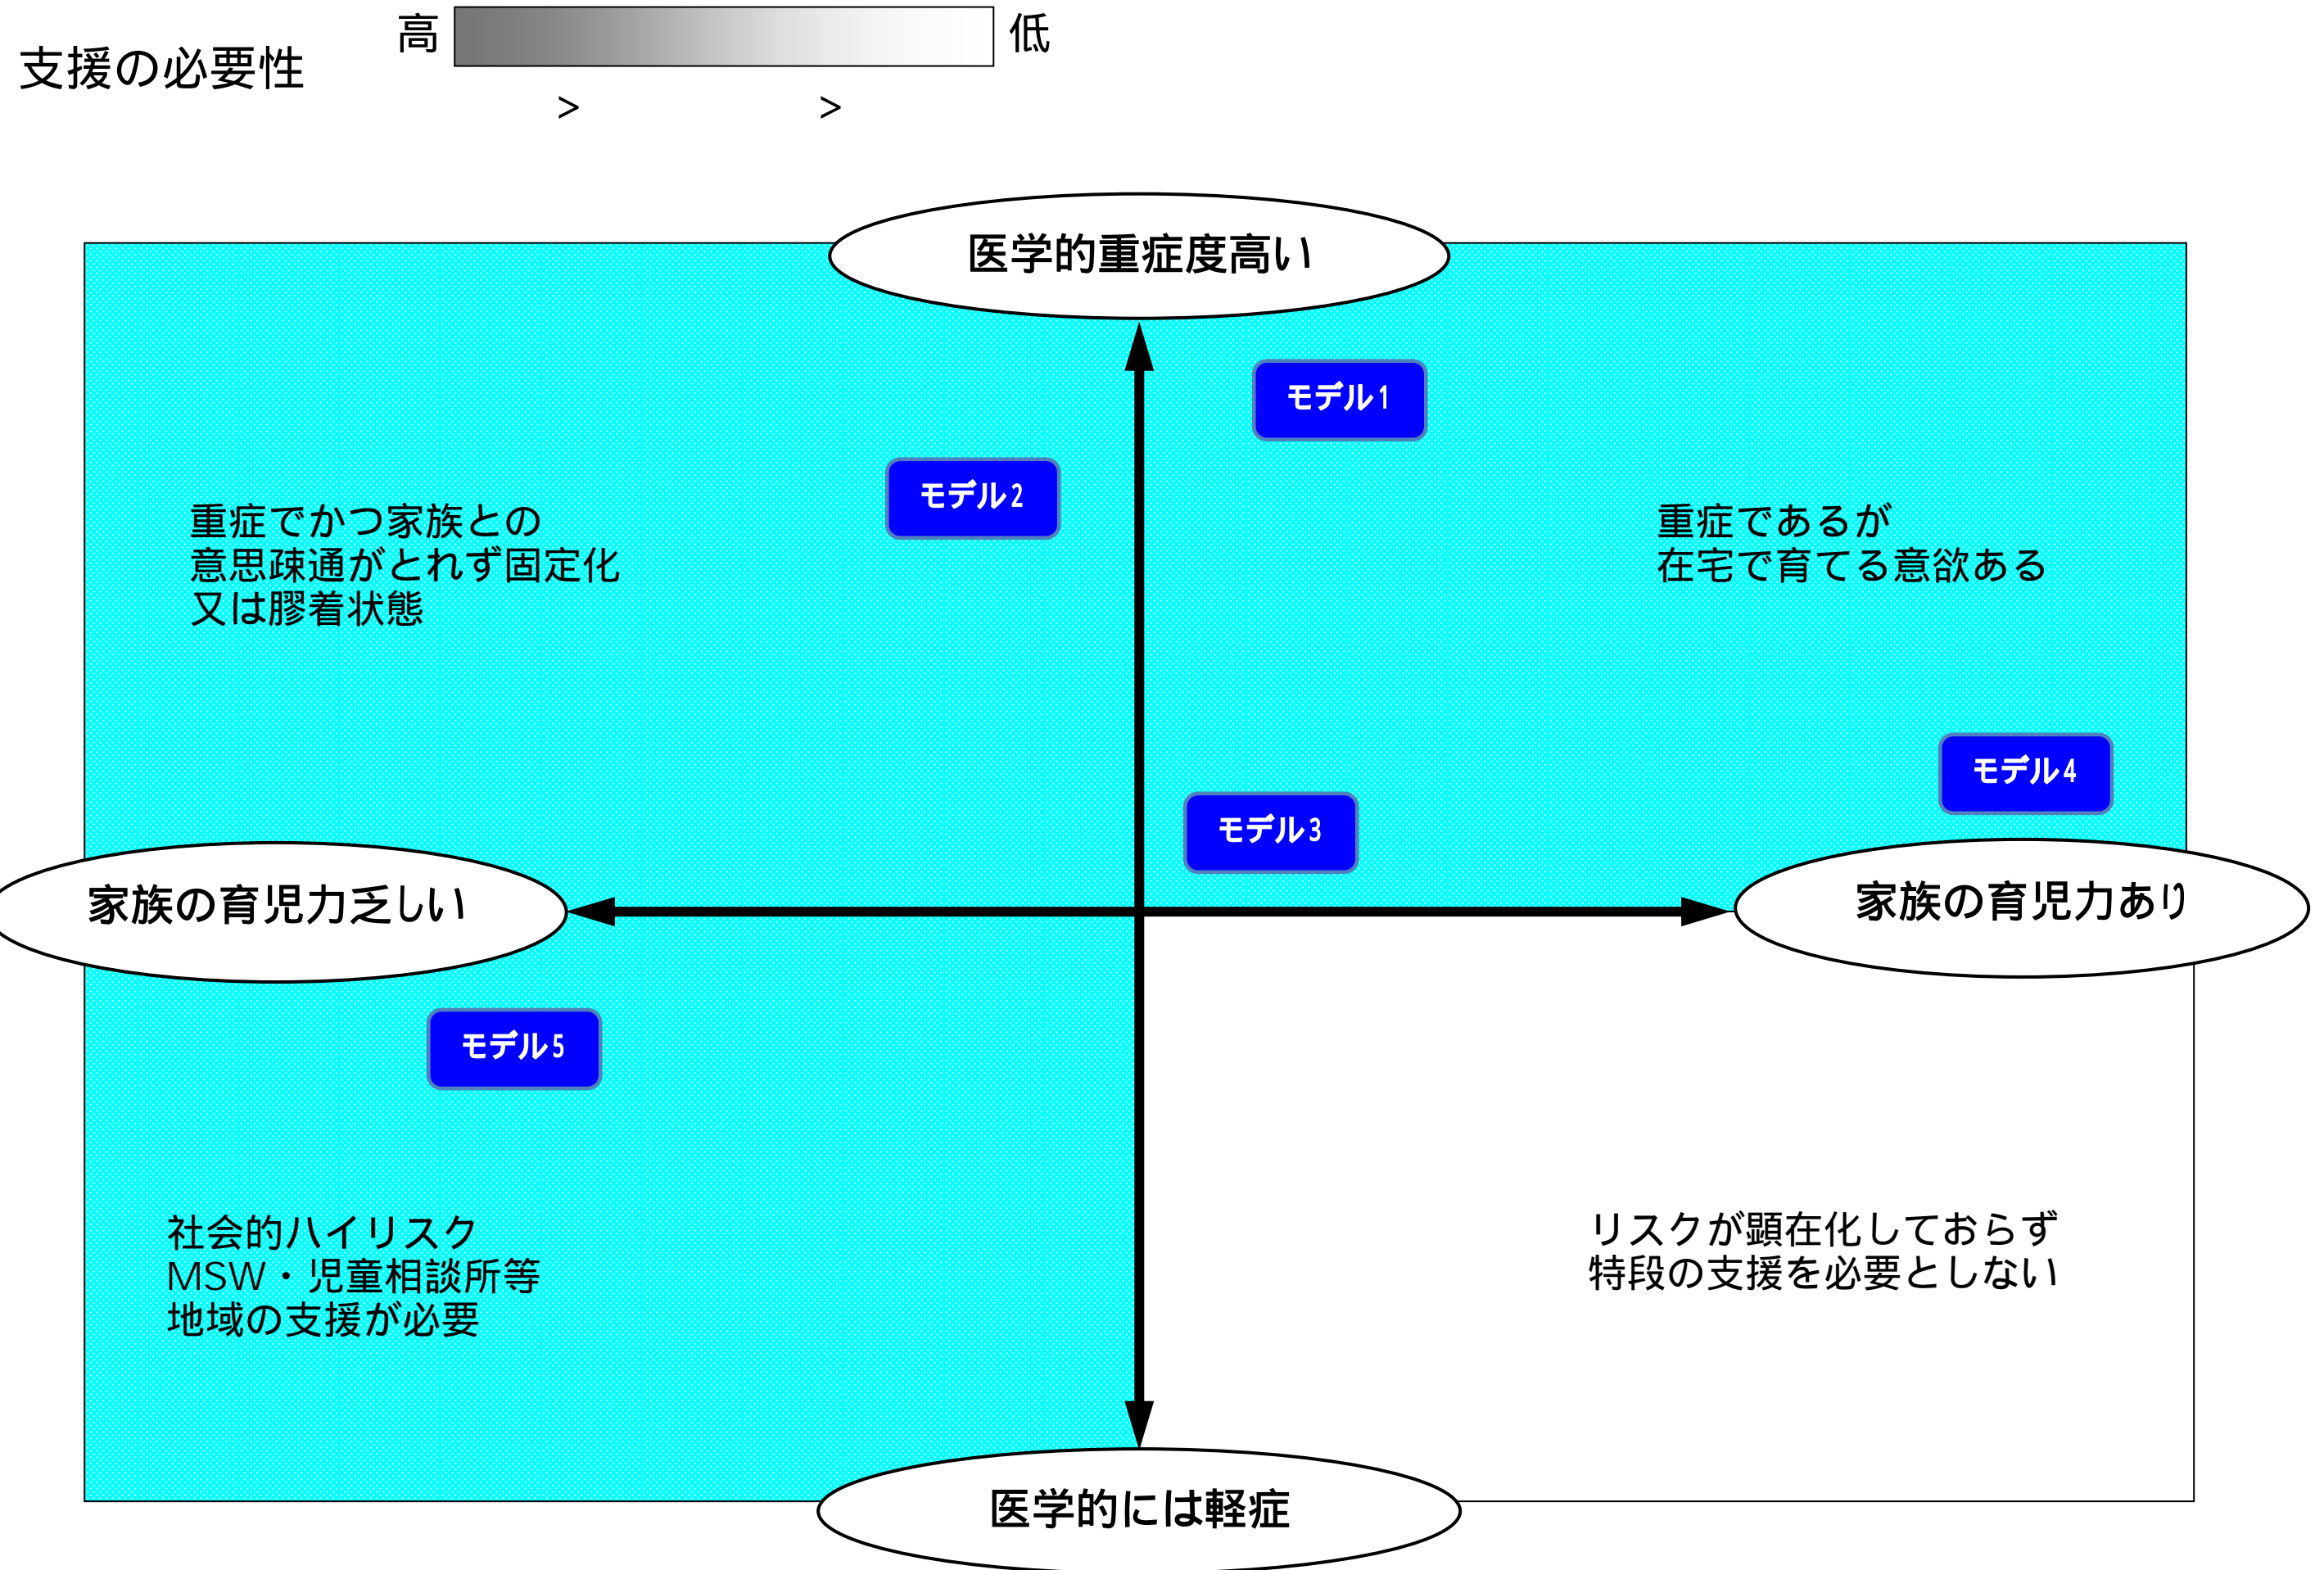 支援の必要性
高
低
>
>
医学的重症度高い
モデル1
モデル2
重症でかつ家族との
意思疎通がとれず固定化
又は膠着状態
重症であるが
在宅で育てる意欲ある
モデル4
モデル3
家族の育児力乏しい
家族の育児力あり
モデル5
社会的ハイリスク
MSW・児童相談所等
地域の支援が必要
リスクが顕在化しておらず
特段の支援を必要としない
医学的には軽症